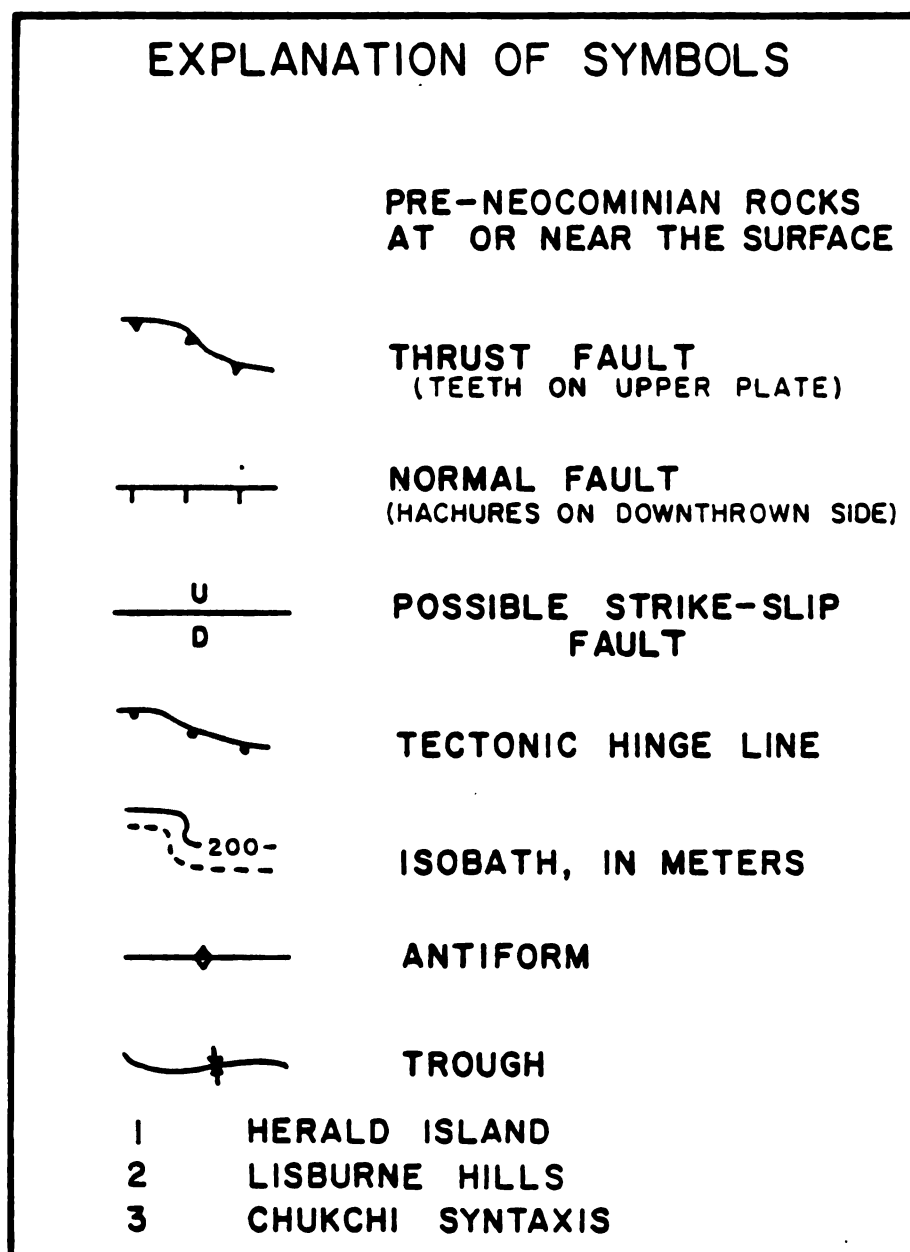 EXPLANATION OF SYMBOLS
PRE-NEOCOMINIAN ROCKS
AT OR NEAR THE SURFACE
THRUST FAULT
(TEETH ON UPPER PLATE)
NORMAL FAULT
(HACHURES ON DOWNTHROWN SIDE)
U
D
POSSIBLE STRIKE-SLIP
FAULT
TECTONIC HINGE LINE
200
ISOBATH, IN METERS
ANTIFORM
TROUGH
1 HERALD ISLAND
2 LISBURNE HILLS
3 CHUKCHI SYNTAXIS